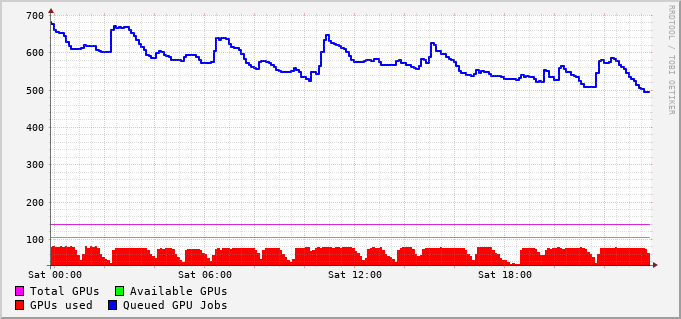 700
600
500
400
300
200
100
Sat 00:00 Sat 06:00 Sat 12:00 Sat 18:00
Total GPUs Available GPUs
GPUs used Queued GPU Jobs
RRDTOOL / TOBI OETIKER